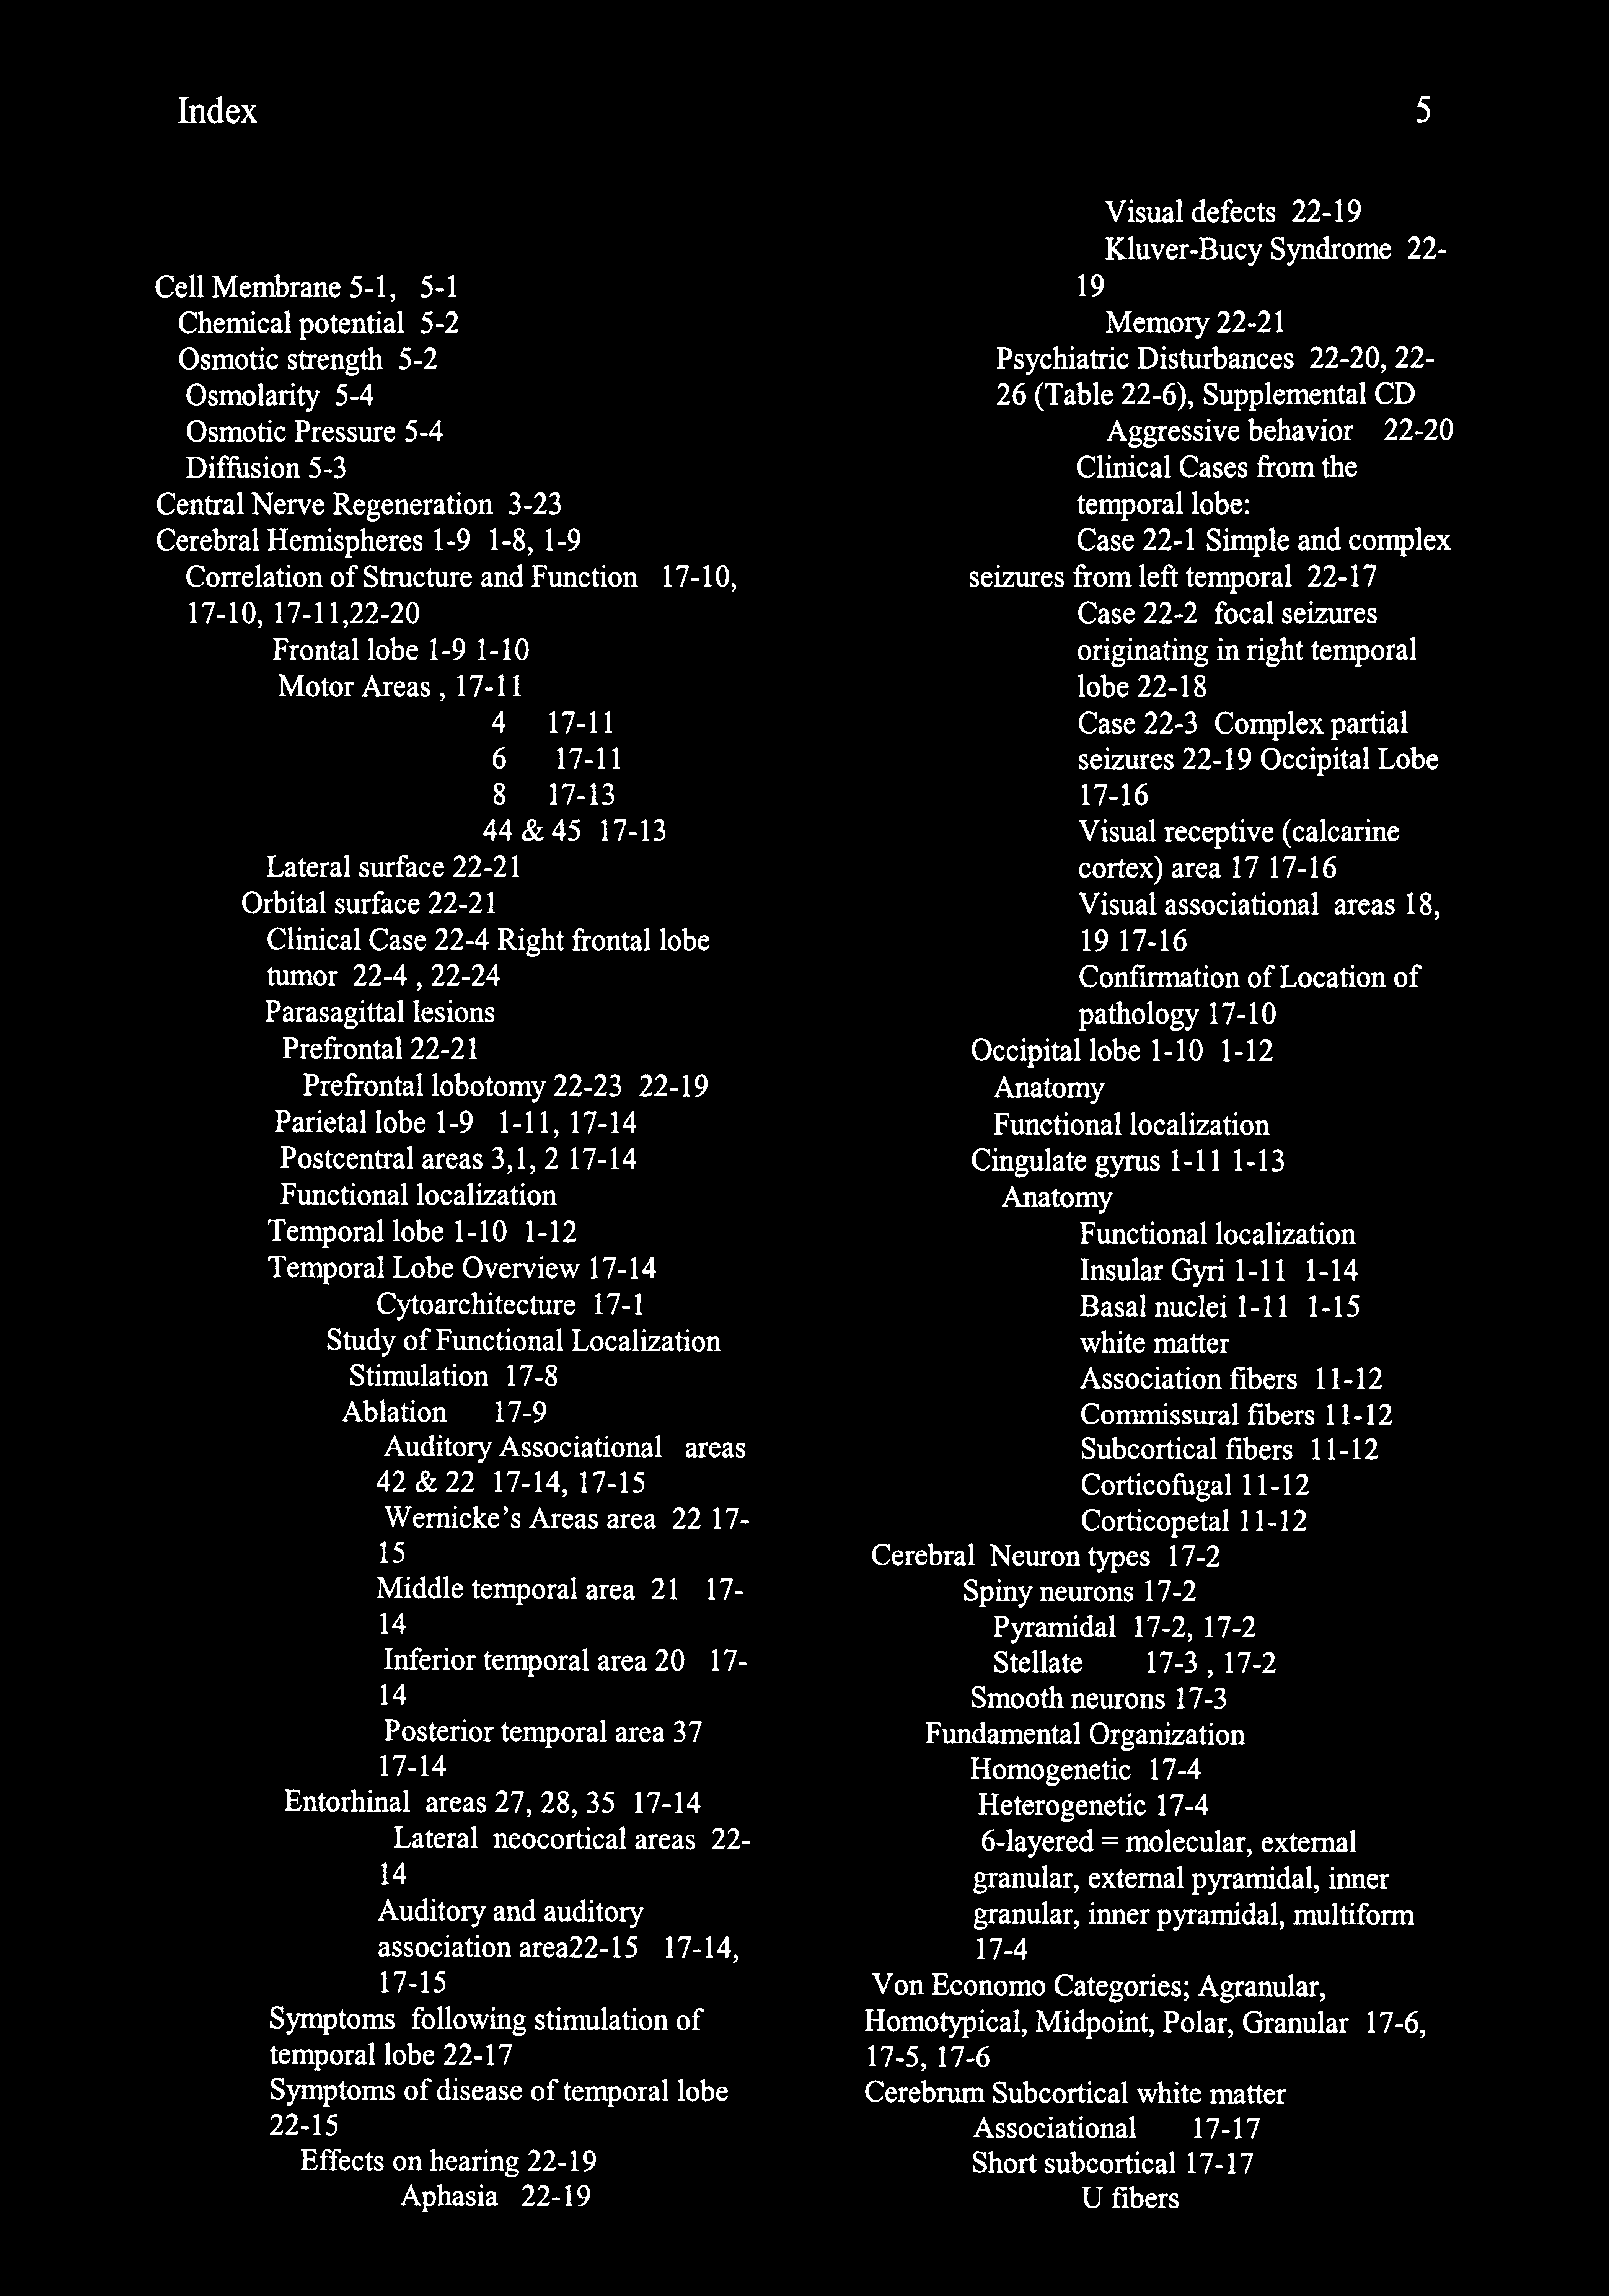 Index 5
Cell Membrane 5-1, 5-1
Chemical potential 5-2
Osmotic strength 5-2
Osmolarity 5-4
Osmotic Pressure 5-4
Diffusion 5-3
Central Nerve Regeneration 3-23
Cerebral Hemispheres 1-9 1-8, 1-9
Correlation of Structure and Function 17-10,
17-10, 17-11,22-20
Frontal lobe 1-9 1-10
Motor Areas , 17-11
4 17-11
6 17-11
8 17-13
44 & 45 17-13
Lateral surface 22-21
Orbital surface 22-21
Clinical Case 22-4 Right frontal lobe
tumor 22-4 , 22-24
Parasagittal lesions
Prefrontal 22-21
Prefrontal lobotomy 22-23 22-19
Parietal lobe 1-9 1-11, 17-14
Postcentral areas 3,1, 2 17-14
Functional localization
Temporal lobe 1-10 1-12
Temporal Lobe Overview 17-14
Cytoarchitecture 17-1
Study of Functional Localization
Stimulation 17-8
Ablation 17-9
Auditory Associational areas
42 & 22 17-14, 17-15
Wernicke's Areas area 22 17-
15
Middle temporal area 21 17-
14
Inferior temporal area 20 17-
14
Posterior temporal area 37
17-14
Entorhinal areas 27, 28, 35 17-14
Lateral neocortical areas 22-
14
Auditory and auditory
association area22-15 17-14,
17-15
Symptoms following stimulation of
temporal lobe 22-17
Symptoms of disease of temporal lobe
22-15
Effects on hearing 22-19
Aphasia 22-19
Visual defects 22-19
Kluver-Bucy Syndrome 22-
19
Memory 22-21
Psychiatric Disturbances 22-20, 22-
26 (Table 22-6), Supplemental CD
Aggressive behavior 22-20
Clinical Cases from the
temporal lobe:
Case 22-1 Simple and complex
seizures from left temporal 22-17
Case 22-2 focal seizures
originating in right temporal
lobe 22-18
Case 22-3 Complex partial
seizures 22-19 Occipital Lobe
17-16
Visual receptive (calcarine
cortex) area 17 17-16
Visual associational areas 18,
19 17-16
Confirmation of Location of
pathology 17-10
Occipital lobe 1-10 1-12
Anatomy
Functional localization
Cingulate gyrus 1-11 1-13
Anatomy
Functional localization
Insular Gyri 1-11 1-14
Basal nuclei 1-11 1-15
white matter
Association fibers 11-12
Commissural fibers 11-12
Subcortical fibers 11-12
Corticofugal 11-12
Corticopetal 11-12
Cerebral Neuron types 17-2
Spiny neurons 17-2
Pyramidal 17-2, 17-2
Stellate 17-3 , 17-2
Smooth neurons 17-3
Fundamental Organization
Homogenetic 17-4
Heterogenetic 17-4
6-layered = molecular, external
granular, external pyramidal, inner
granular, inner pyramidal, multiform
17-4
Von Economo Categories; Agranular,
Homotypical, Midpoint, Polar, Granular 17-6,
17-5, 17-6
Cerebrum Subcortical white matter
Associational 17-17
Short subcortical 17-17
U fibers